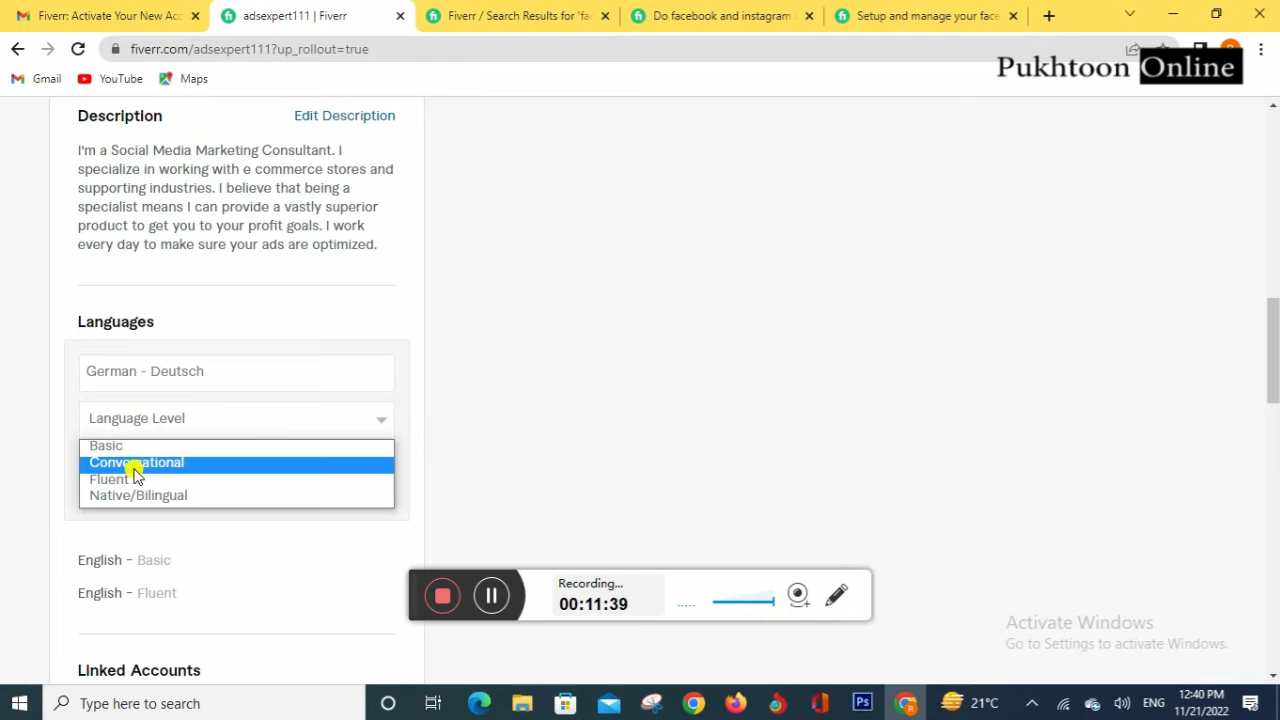 Fiverr: Activate Your New Acc
adsexpert111 | Fiverr
Fiverr / Search Results for 'fac
Do facebook and instagram
Setup and manage your face
fiverr.com/adsexpert111?up_rollout=true
Gmail
YouTube
Maps
Pukhtoon Online
Description
Edit Description
I'm a Social Media Marketing Consultant. I
specialize in working with e commerce stores and
supporting industries. I believe that being a
specialist means I can provide a vastly superior
product to get you to your profit goals. I work
every day to make sure your ads are optimized.
Languages
German - Deutsch
Language Level
Basic
Conversational
Fluent
Native/Bilingual
English - Basic
English - Fluent
Linked Accounts
Recording...
00:11:39
Activate Windows
Go to Settings to activate Windows.
Type here to search
Ps
21°C
ENG
12:40 PM
11/21/2022